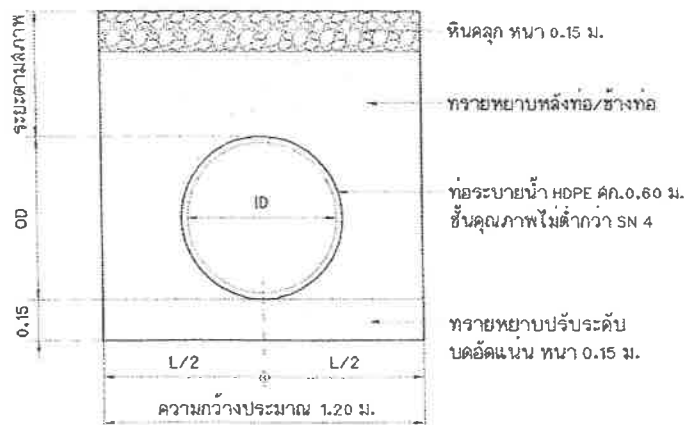 หินคลุก หนา 0.15 ม.
ระยะตามสภาพ
ทรายหยาบหลังท่อ/ข้างท่อ
ท่อระบายน้ำ HDPE ศก.0.60 ม.
ชั้นคุณภาพไม่ต่ำกว่า SN 4
ID
OD
0.15
ทรายหยาบปรับระดับ
บดอัดแน่น หนา 0.15 ม.
L/2
L/2
ความกว้างประมาณ 1.20 ม.